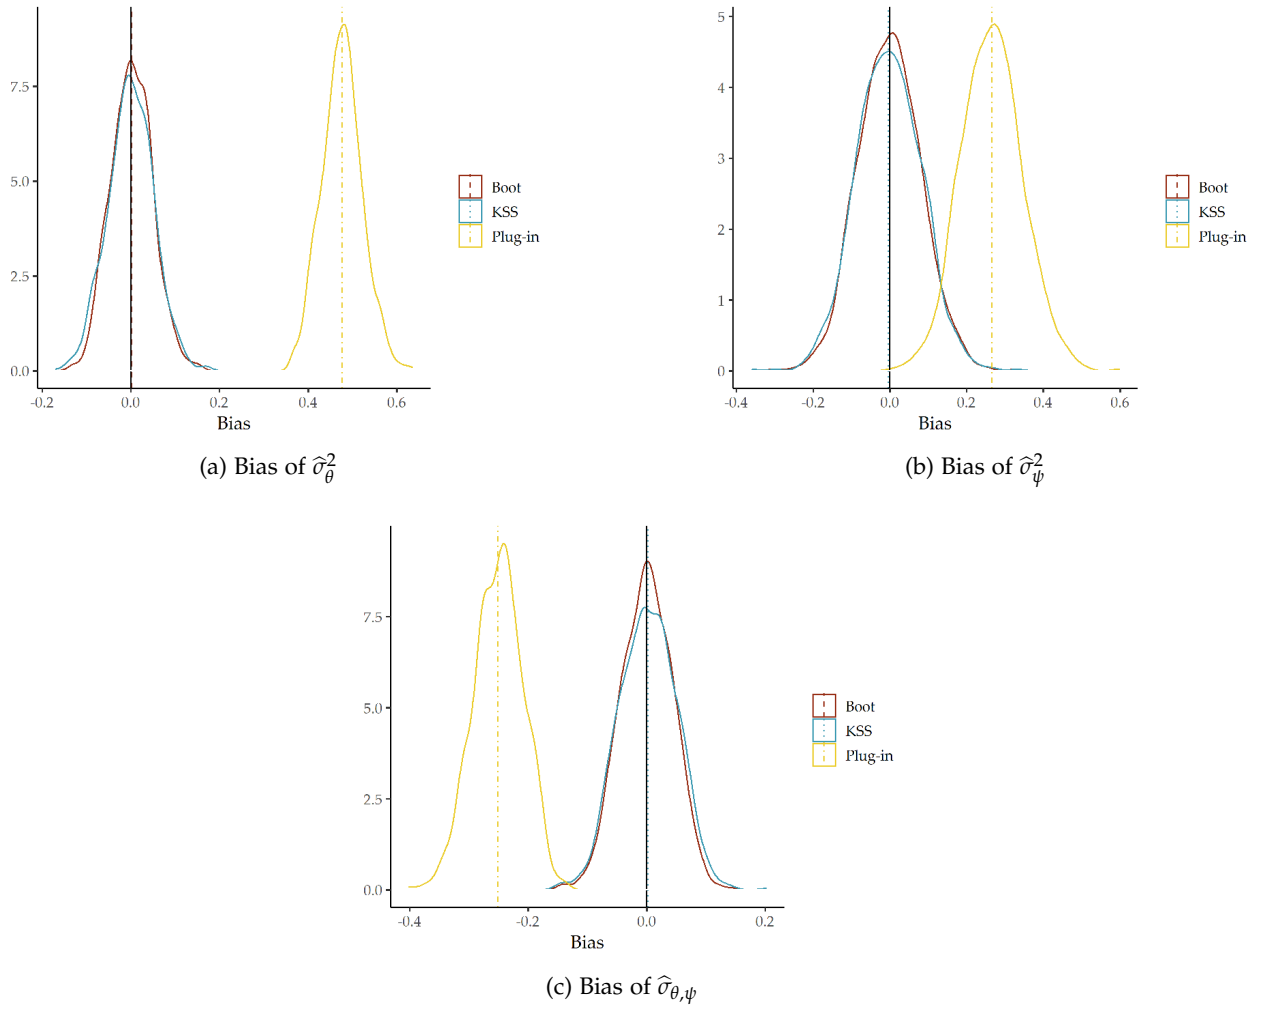 7.5
5.0
2.5
0.0
-0.2 0.0 0.2 0.4 0.6
Bias
Boot
KSS
Plug-in
(a) Bias of σ̂²_θ
5
4
3
2
1
0
-0.4 -0.2 0.0 0.2 0.4 0.6
Bias
Boot
KSS
Plug-in
(b) Bias of σ̂²_ψ
7.5
5.0
2.5
0.0
-0.4 -0.2 0.0 0.2
Bias
Boot
KSS
Plug-in
(c) Bias of σ̂_θ,ψ